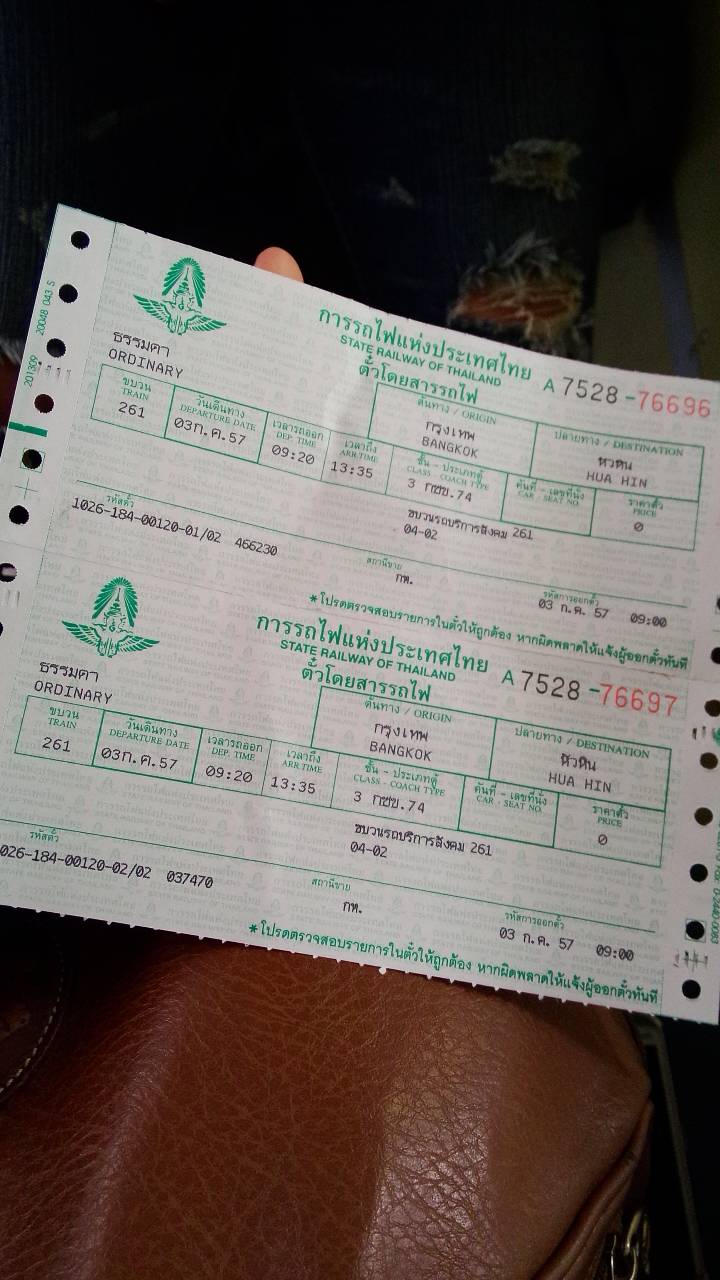 การรถไฟแห่งประเทศไทย
STATE RAILWAY OF THAILAND
ตั๋วโดยสารรถไฟ
A 7528 -76696
201309 20048 043 S
ธรรมดา
ORDINARY
ขบวน
TRAIN
261
วันเดินทาง
DEPARTURE DATE
03ก.ค.57
เวลารถออก
DEP. TIME
09:20
เวลาถึง
ARR.TIME
13:35
ต้นทาง / ORIGIN
กรุงเทพ
BANGKOK
ปลายทาง / DESTINATION
หัวหิน
HUA HIN
ชั้น - ประเภทตู้
CLASS - COACH TYPE
3 กซข.74
คันที่ - เลขที่นั่ง
CAR - SEAT NO.
ราคาตั๋ว
PRICE
0
ขบวนรถบริการสังคม 261
04-02
รหัสตั๋ว
1026-184-00120-01/02 466230
สถานีขาย
กท.
รหัสการออกตั๋ว
03 ก.ค. 57 09:00
*โปรดตรวจสอบรายการในตั๋วให้ถูกต้อง หากผิดพลาดให้แจ้งผู้ออกตั๋วทันที
การรถไฟแห่งประเทศไทย
STATE RAILWAY OF THAILAND
ตั๋วโดยสารรถไฟ
A 7528 -76697
ธรรมดา
ORDINARY
ขบวน
TRAIN
261
วันเดินทาง
DEPARTURE DATE
03ก.ค.57
เวลารถออก
DEP. TIME
09:20
เวลาถึง
ARR.TIME
13:35
ต้นทาง / ORIGIN
กรุงเทพ
BANGKOK
ปลายทาง / DESTINATION
หัวหิน
HUA HIN
ชั้น - ประเภทตู้
CLASS - COACH TYPE
3 กซข.74
คันที่ - เลขที่นั่ง
CAR - SEAT NO.
ราคาตั๋ว
PRICE
0
ขบวนรถบริการสังคม 261
04-02
รหัสตั๋ว
026-184-00120-02/02 037470
สถานีขาย
กท.
รหัสการออกตั๋ว
03 ก.ค. 57 09:00
*โปรดตรวจสอบรายการในตั๋วให้ถูกต้อง หากผิดพลาดให้แจ้งผู้ออกตั๋วทันที